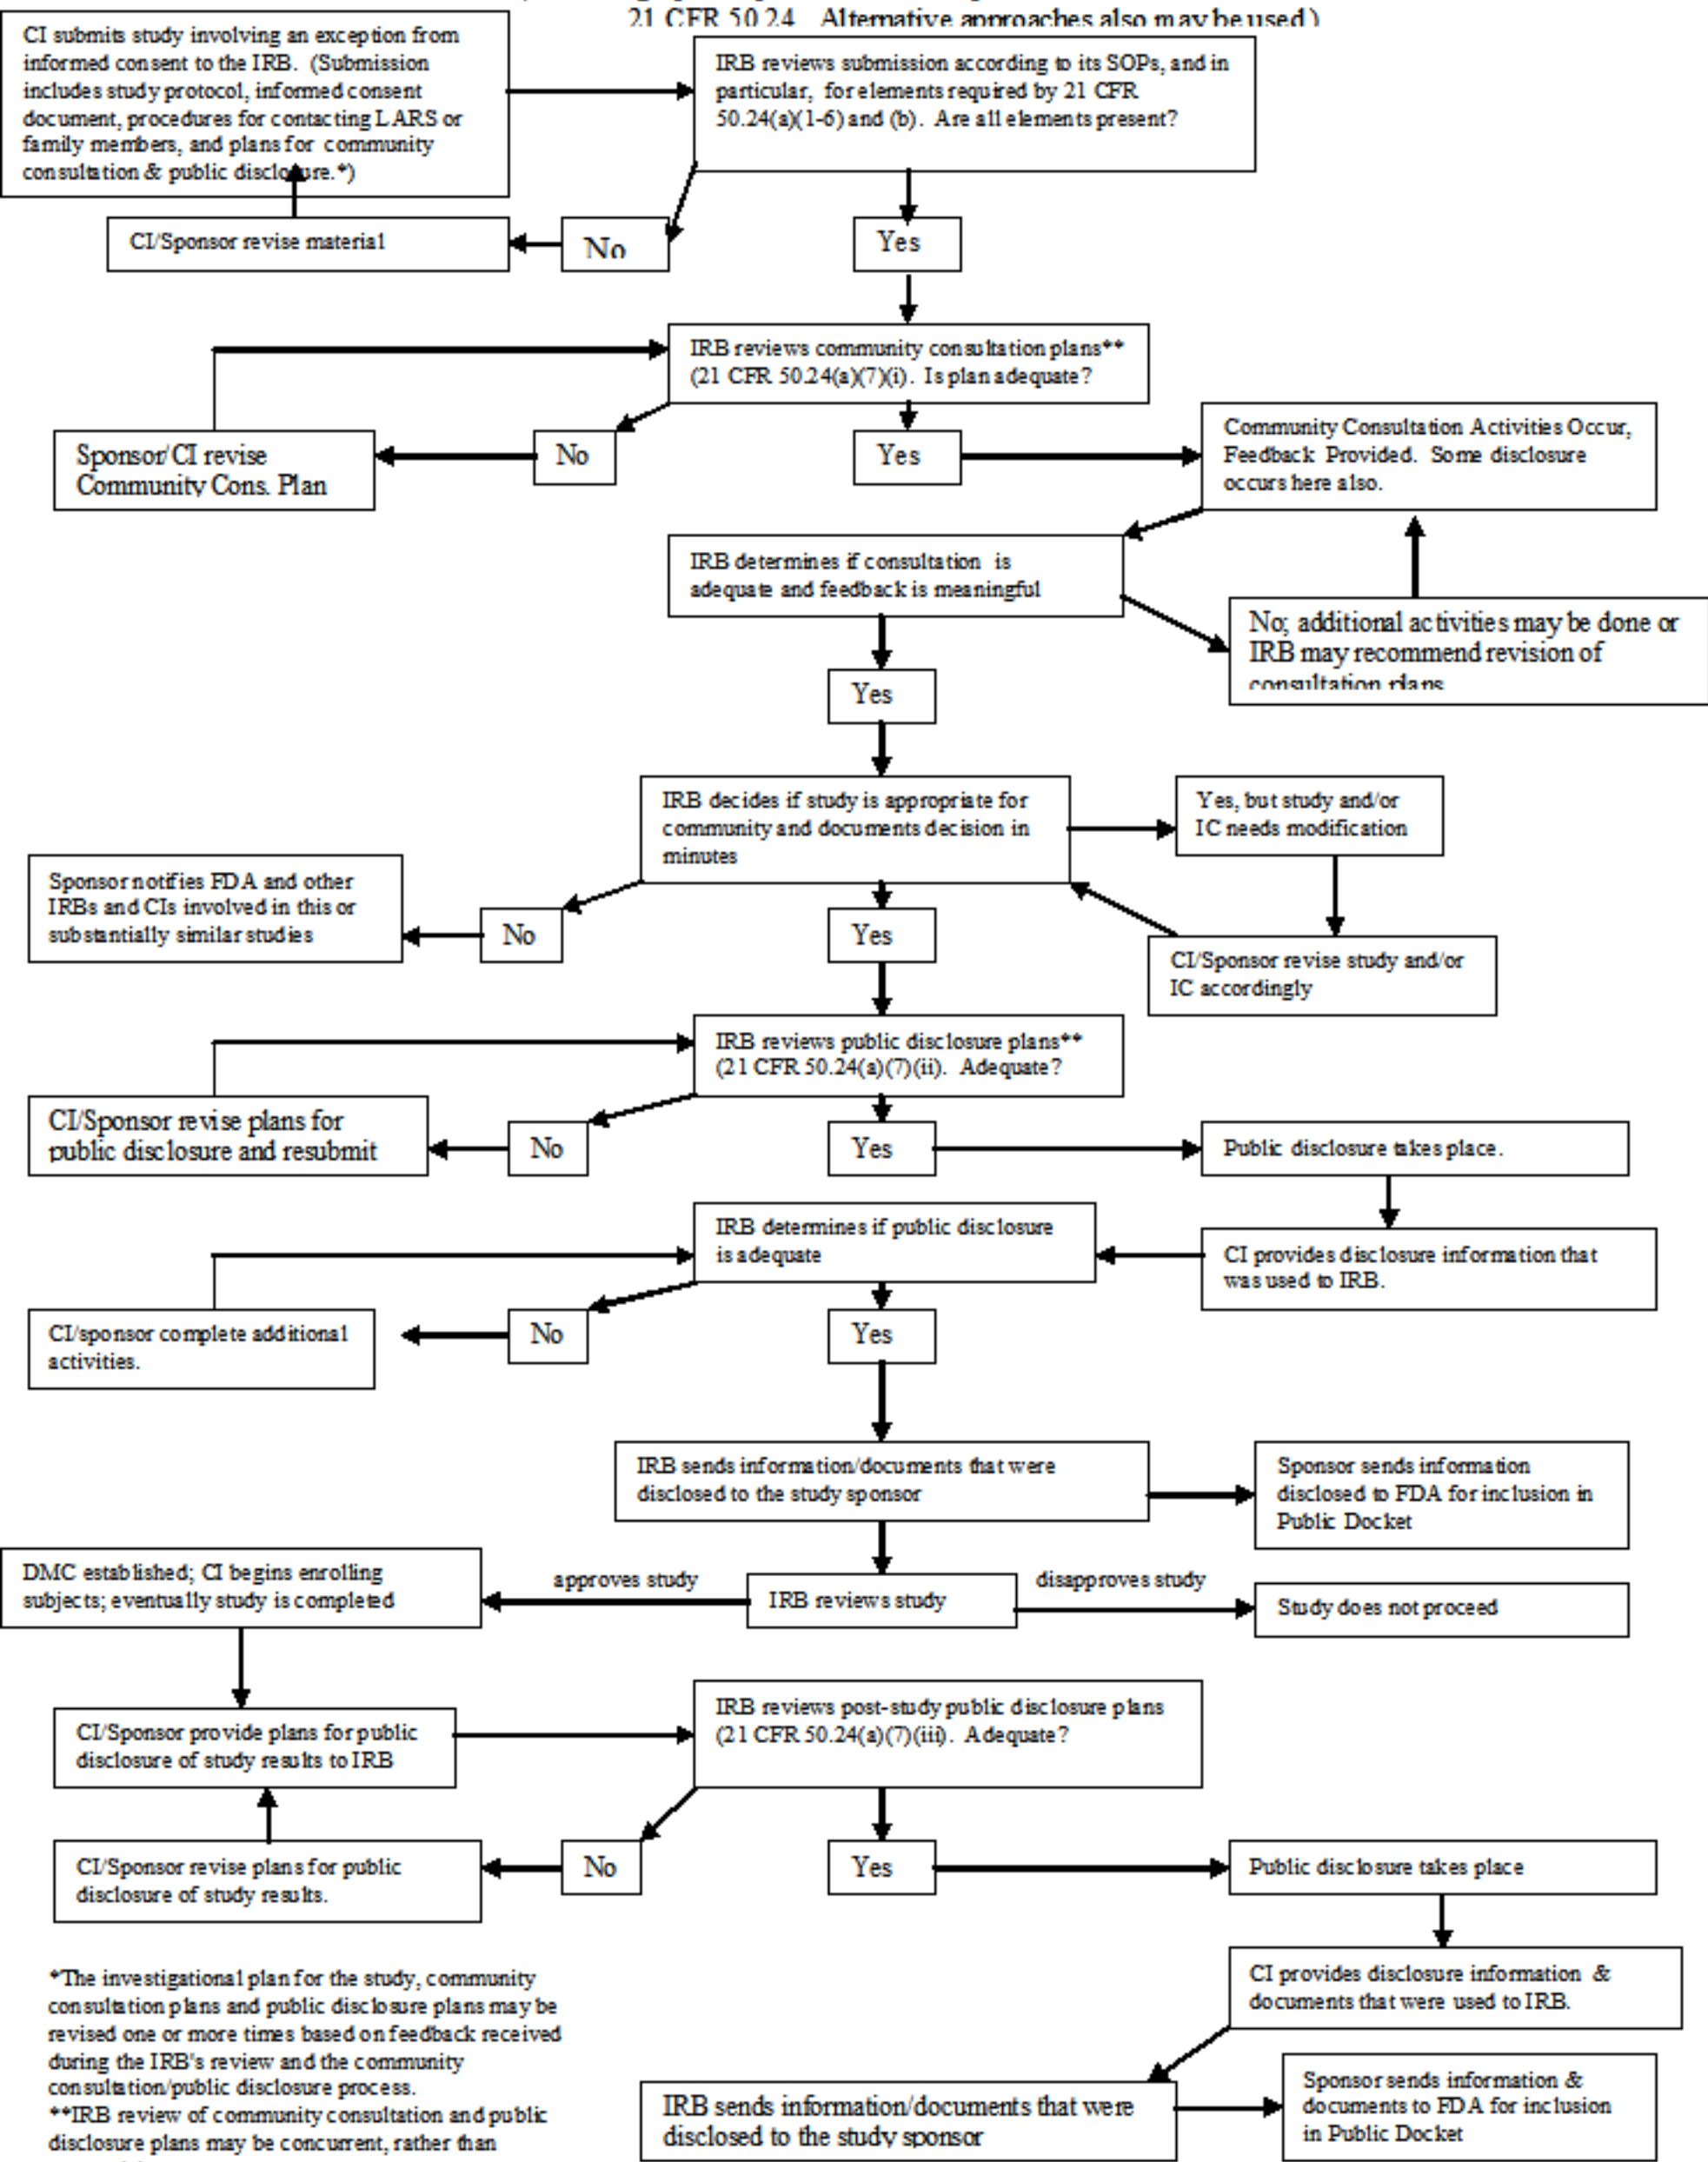 21 CFR 50.24 Alternative approaches also may be used.)
CI submits study involving an exception from
informed consent to the IRB. (Submission
includes study protocol, informed consent
document, procedures for contacting LARS or
family members, and plans for community
consultation & public disclosure.*)
IRB reviews submission according to its SOPs, and in
particular, for elements required by 21 CFR
50.24(a)(1-6) and (b). Are all elements present?
CI/Sponsor revise material
No
Yes
IRB reviews community consultation plans**
(21 CFR 50.24(a)(7)(i). Is plan adequate?
Sponsor/CI revise
Community Cons. Plan
No
Yes
Community Consultation Activities Occur,
Feedback Provided. Some disclosure
occurs here also.
IRB determines if consultation is
adequate and feedback is meaningful
No; additional activities may be done or
IRB may recommend revision of
consultation plans
Yes
IRB decides if study is appropriate for
community and documents decision in
minutes
Yes, but study and/or
IC needs modification
Sponsor notifies FDA and other
IRBs and CIs involved in this or
substantially similar studies
No
Yes
CI/Sponsor revise study and/or
IC accordingly
IRB reviews public disclosure plans**
(21 CFR 50.24(a)(7)(ii). Adequate?
CI/Sponsor revise plans for
public disclosure and resubmit
No
Yes
Public disclosure takes place.
IRB determines if public disclosure
is adequate
CI provides disclosure information that
was used to IRB.
CI/sponsor complete additional
activities.
No
Yes
IRB sends information/documents that were
disclosed to the study sponsor
Sponsor sends information
disclosed to FDA for inclusion in
Public Docket
DMC established; CI begins enrolling
subjects; eventually study is completed
approves study
IRB reviews study
disapproves study
Study does not proceed
CI/Sponsor provide plans for public
disclosure of study results to IRB
IRB reviews post-study public disclosure plans
(21 CFR 50.24(a)(7)(iii). Adequate?
CI/Sponsor revise plans for public
disclosure of study results.
No
Yes
Public disclosure takes place
CI provides disclosure information &
documents that were used to IRB.
IRB sends information/documents that were
disclosed to the study sponsor
Sponsor sends information &
documents to FDA for inclusion
in Public Docket
*The investigational plan for the study, community
consultation plans and public disclosure plans may be
revised one or more times based on feedback received
during the IRB's review and the community
consultation/public disclosure process.
**IRB review of community consultation and public
disclosure plans may be concurrent, rather than